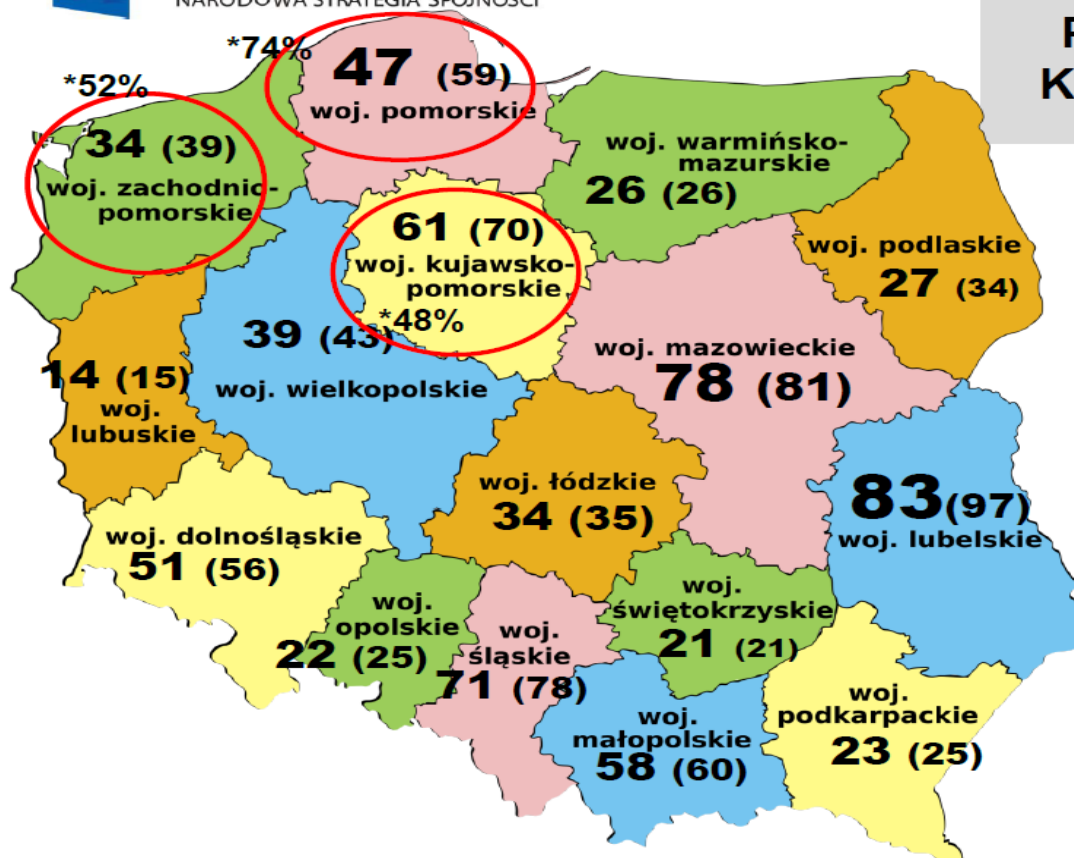 NARODOWA STRATEGIA SPÓJNOŚCI
P
K
*74%
*52%
47 (59)
woj. pomorskie
34 (39)
woj. zachodnio-
pomorskie
woj. warmińsko-
mazurskie
26 (26)
61 (70)
woj. kujawsko-
pomorskie
*48%
woj. podlaskie
27 (34)
39 (43)
woj. wielkopolskie
woj. mazowieckie
78 (81)
14 (15)
woj.
lubuskie
woj. łódzkie
34 (35)
83(97)
woj. lubelskie
woj. dolnośląskie
51 (56)
woj.
opolskie
22 (25)
woj.
śląskie
71 (78)
woj.
świętokrzyskie
21 (21)
woj.
małopolskie
58 (60)
woj.
podkarpackie
23 (25)